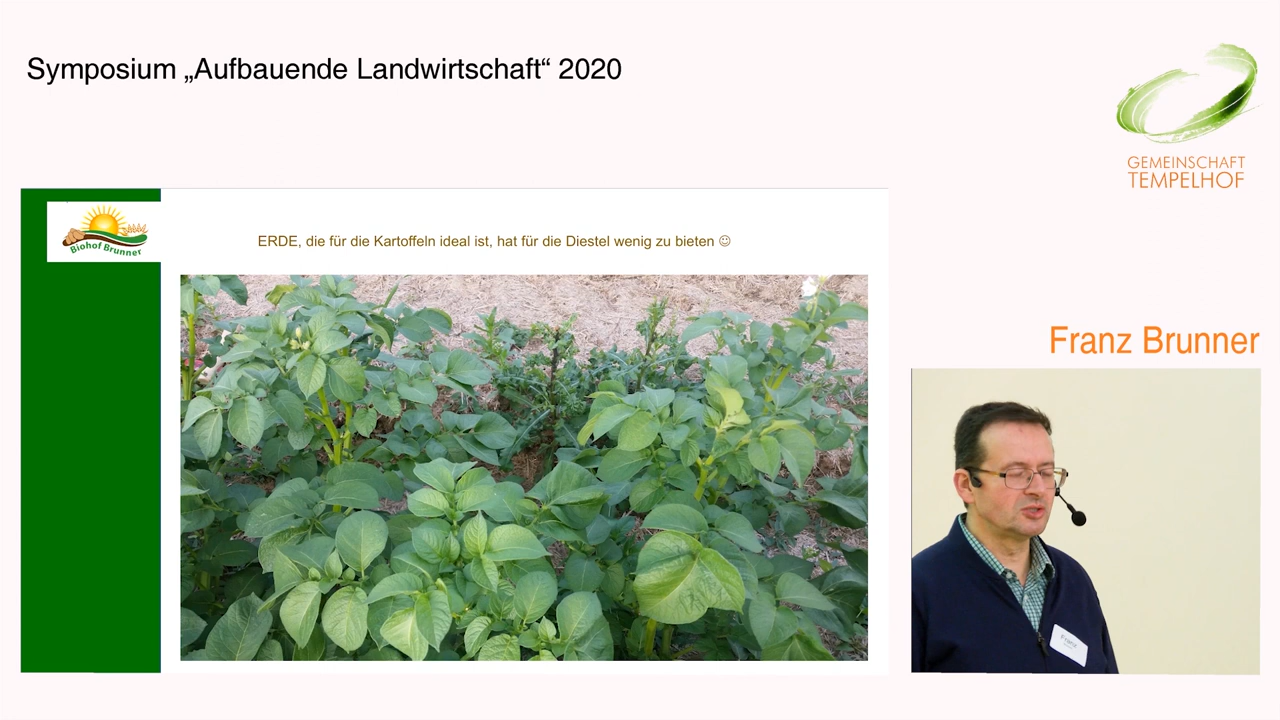 Symposium „Aufbauende Landwirtschaft“ 2020
GEMEINSCHAFT
TEMPELHOF
Biohof Brunner
ERDE, die für die Kartoffeln ideal ist, hat für die Diestel wenig zu bieten ☺
Franz Brunner
Franz